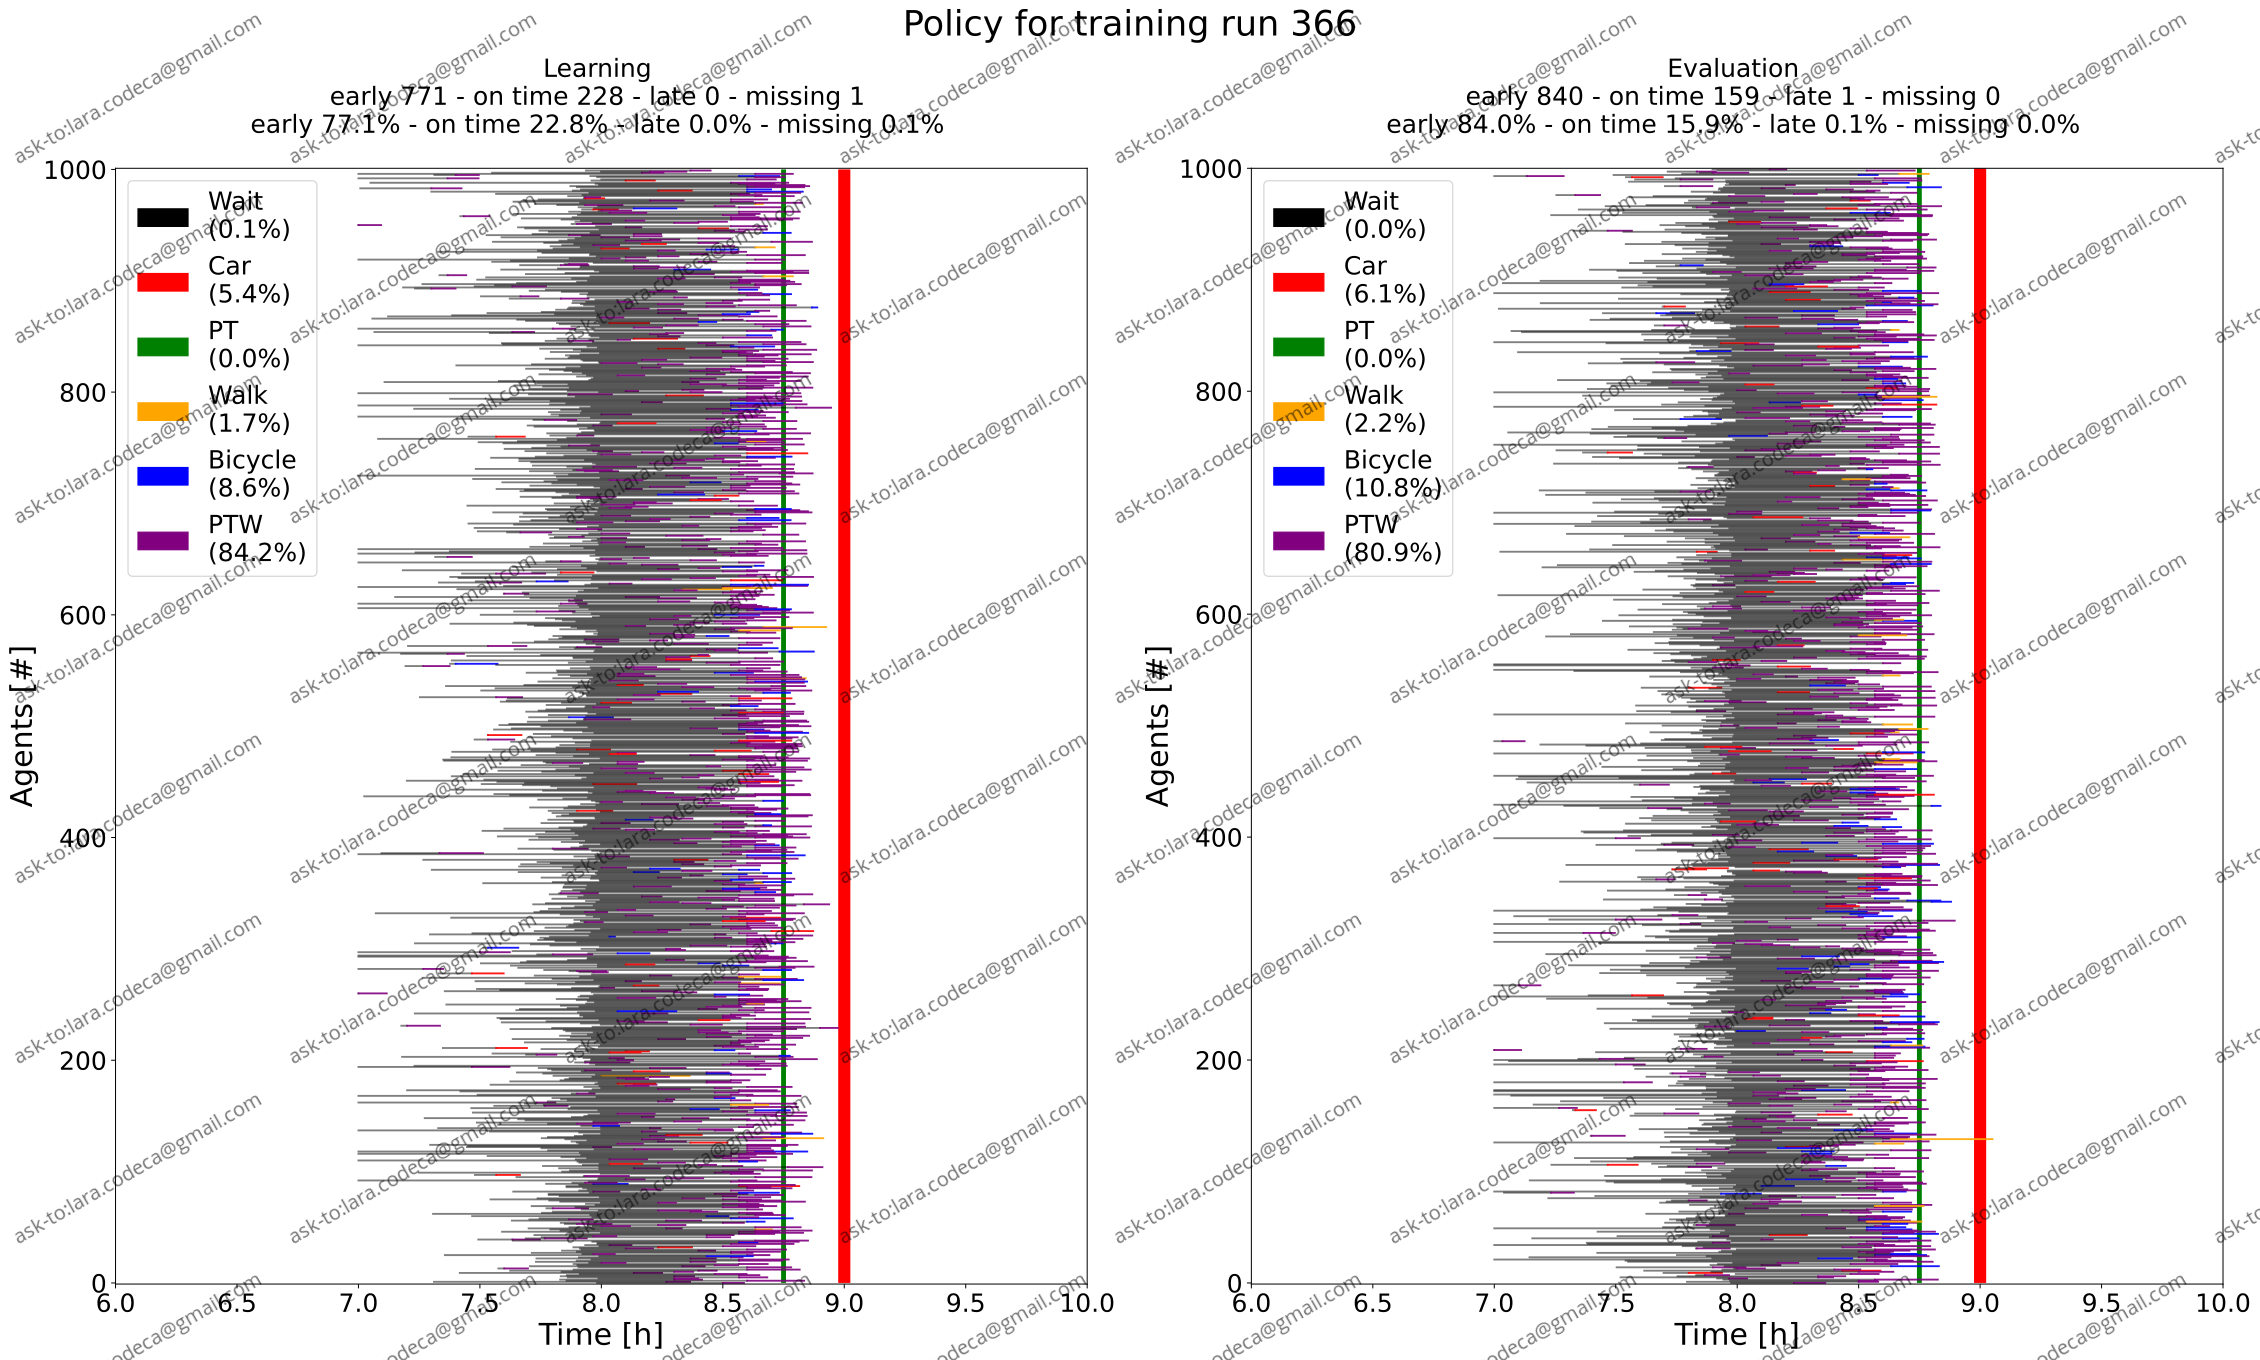 Policy for training run 366
Learning
early 771 - on time 228 - late 0 - missing 1
early 77.1% - on time 22.8% - late 0.0% - missing 0.1%
1000
800
600
400
200
0
Agents [#]
Wait
(0.1%)
Car
(5.4%)
PT
(0.0%)
Walk
(1.7%)
Bicycle
(8.6%)
PTW
(84.2%)
6.0 6.5 7.0 7.5 8.0 8.5 9.0 9.5 10.0
Time [h]
Evaluation
early 840 - on time 159 - late 1 - missing 0
early 84.0% - on time 15.9% - late 0.1% - missing 0.0%
1000
800
600
400
200
0
Agents [#]
Wait
(0.0%)
Car
(6.1%)
PT
(0.0%)
Walk
(2.2%)
Bicycle
(10.8%)
PTW
(80.9%)
6.0 6.5 7.0 7.5 8.0 8.5 9.0 9.5 10.0
Time [h]
ask-to:lara.codeca@gmail.com